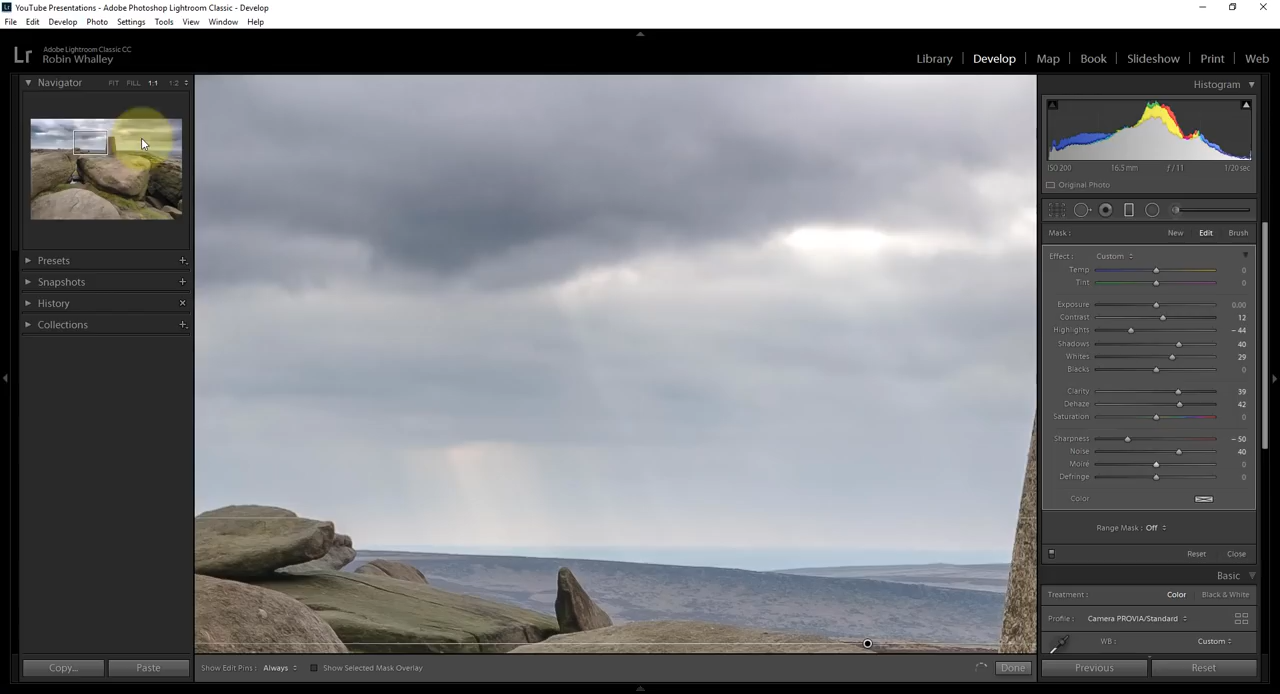 YouTube Presentations - Adobe Photoshop Lightroom Classic - Develop
File Edit Develop Photo Settings Tools View Window Help
Lr Adobe Lightroom Classic CC
Robin Whalley
Library | Develop | Map | Book | Slideshow | Print | Web
Navigator FIT FILL 1:1 1:2
Presets
Snapshots
History
Collections
Copy... Paste
Show Edit Pins : Always Show Selected Mask Overlay Done
Histogram
ISO 200 16.5 mm ƒ / 11 1/20 sec
Original Photo
Mask : New Edit Brush
Effect : Custom
Temp 0
Tint 0
Exposure 0.00
Contrast 12
Highlights – 44
Shadows 40
Whites 29
Blacks 0
Clarity 39
Dehaze 42
Saturation 0
Sharpness – 50
Noise 40
Moiré 0
Defringe 0
Color
Range Mask : Off
Reset Close
Basic
Treatment : Color Black & White
Profile : Camera PROVIA/Standard
WB : Custom
Previous Reset